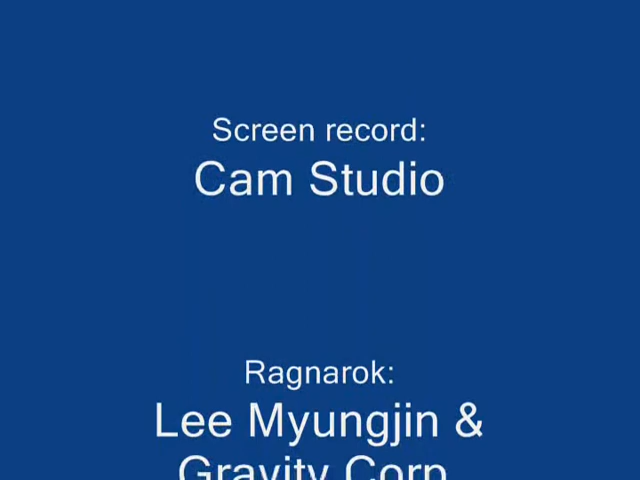 Screen record:
Cam Studio
Ragnarok:
Lee Myungjin &
Gravity Corp